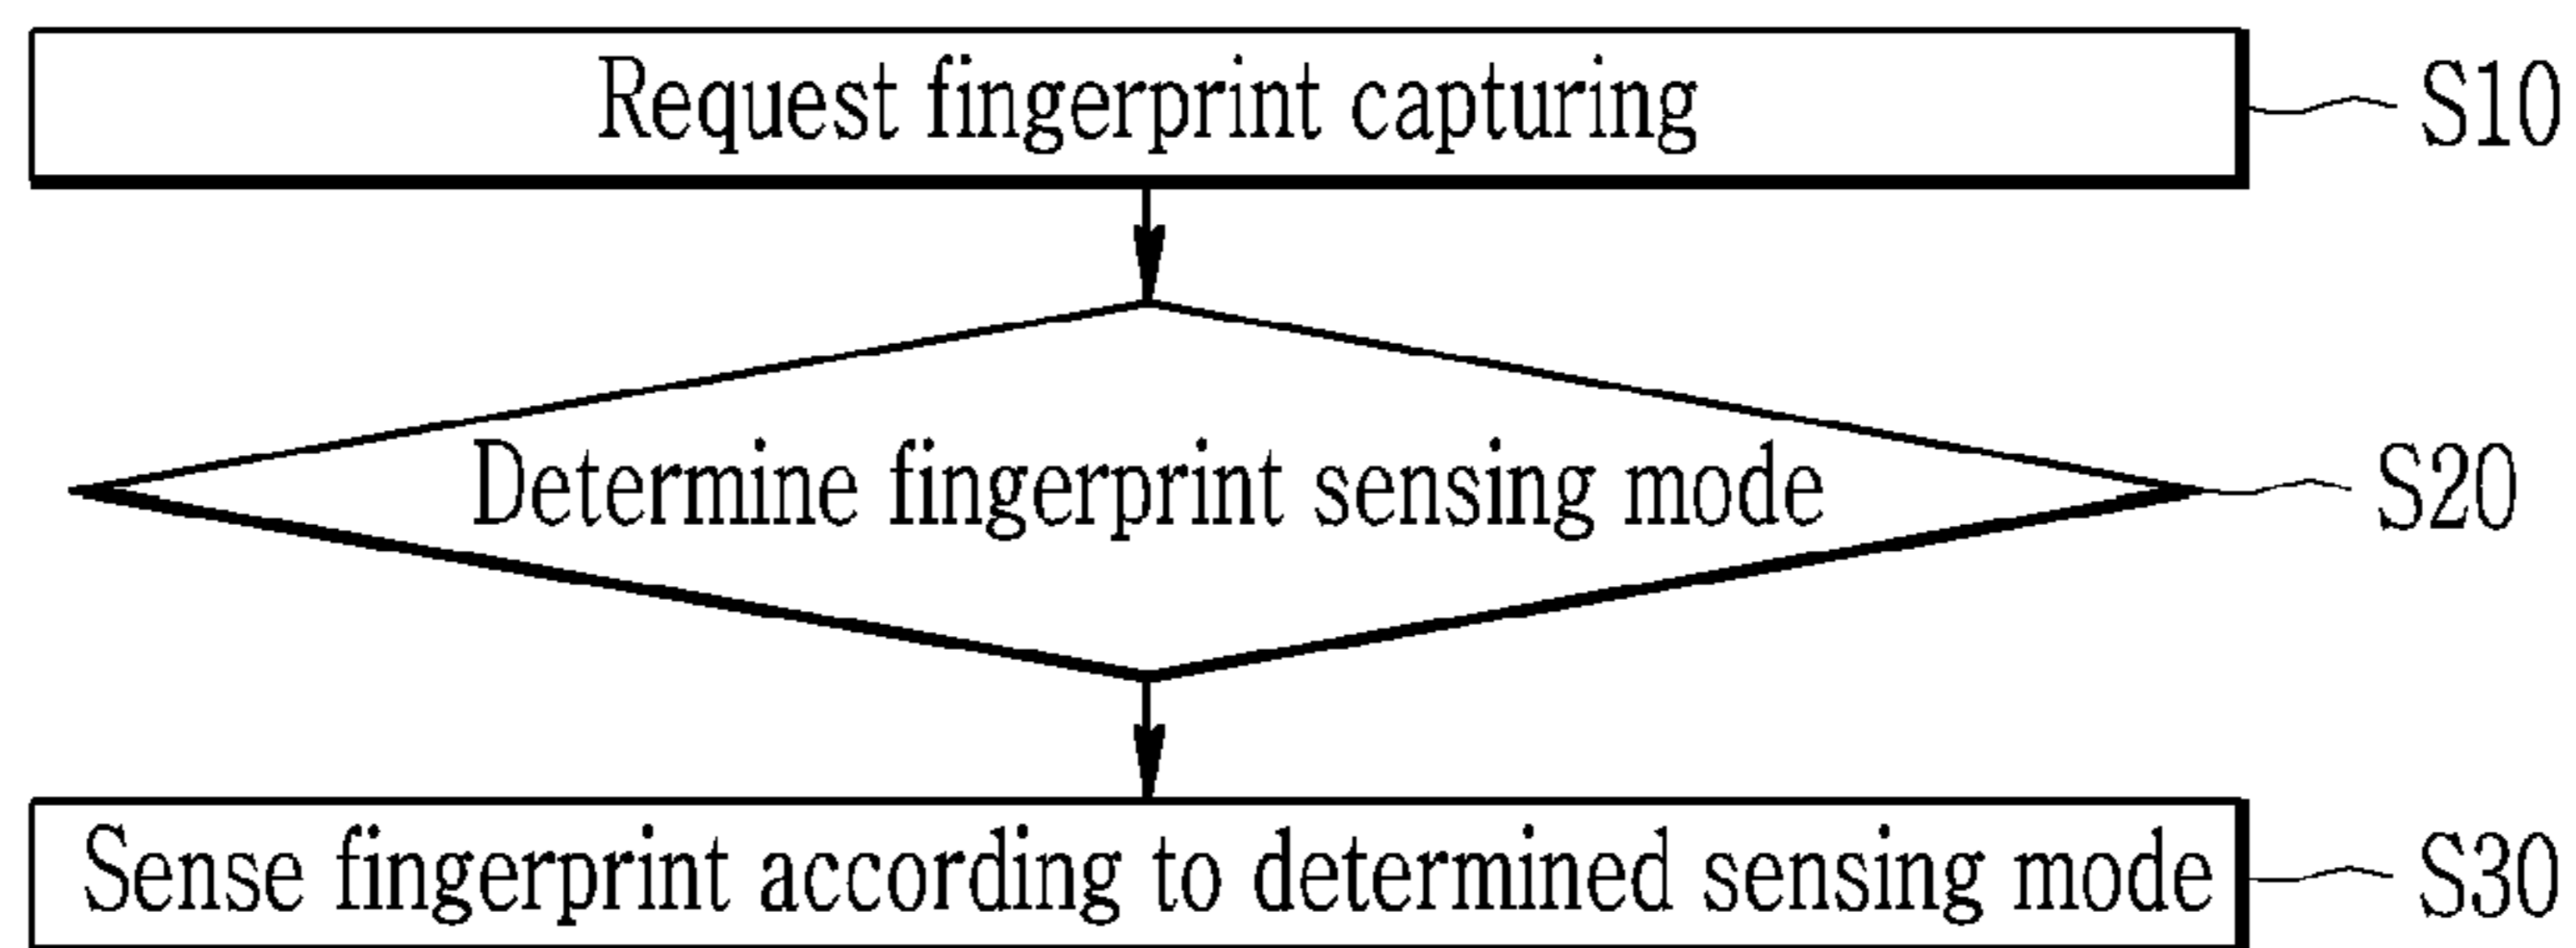 Request fingerprint capturing S10
Determine fingerprint sensing mode S20
Sense fingerprint according to determined sensing mode S30